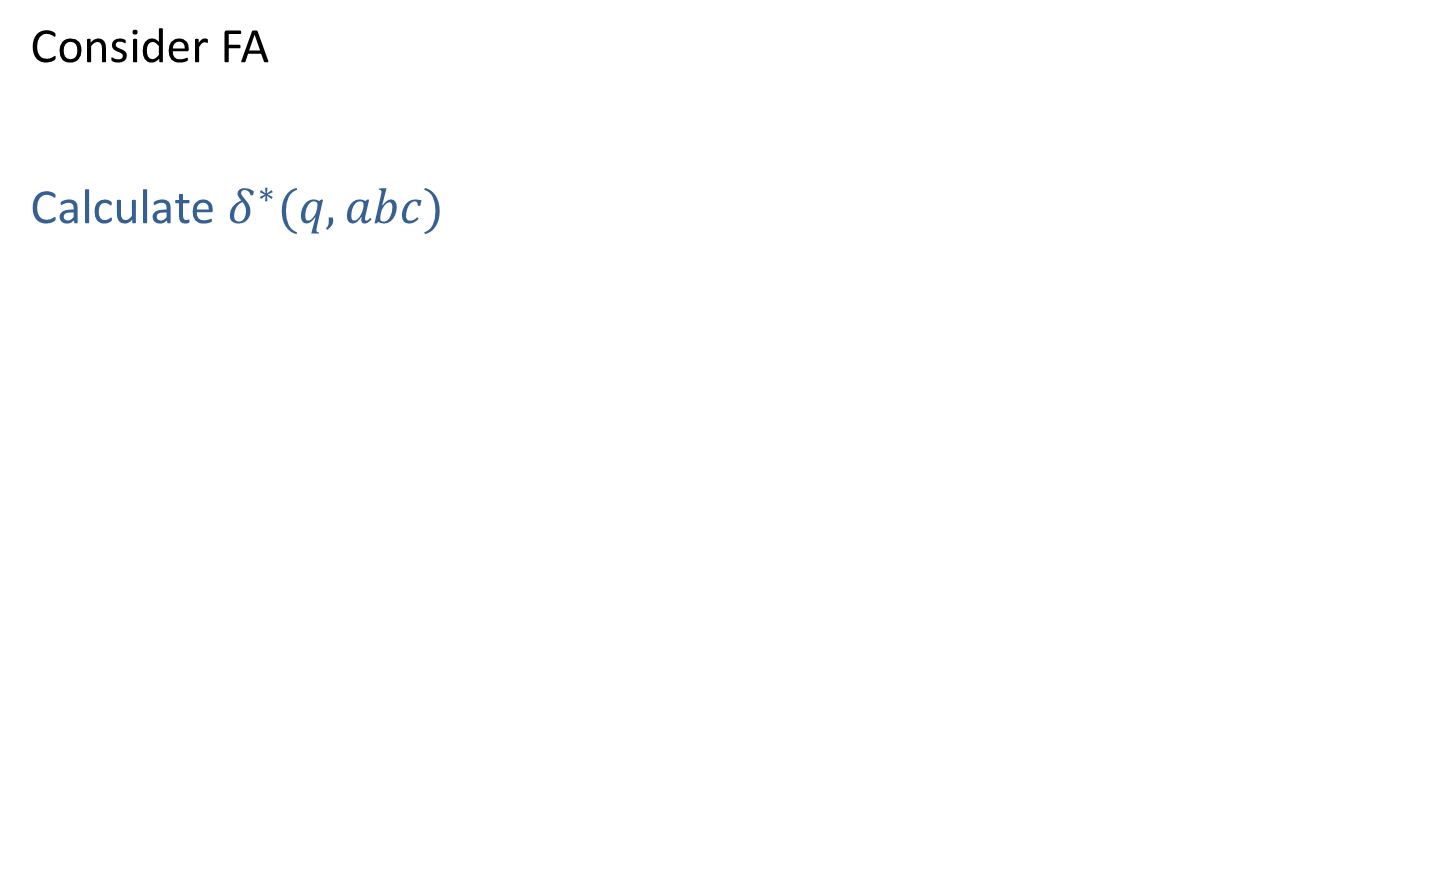 Consider FA
Calculate δ*(q, abc)